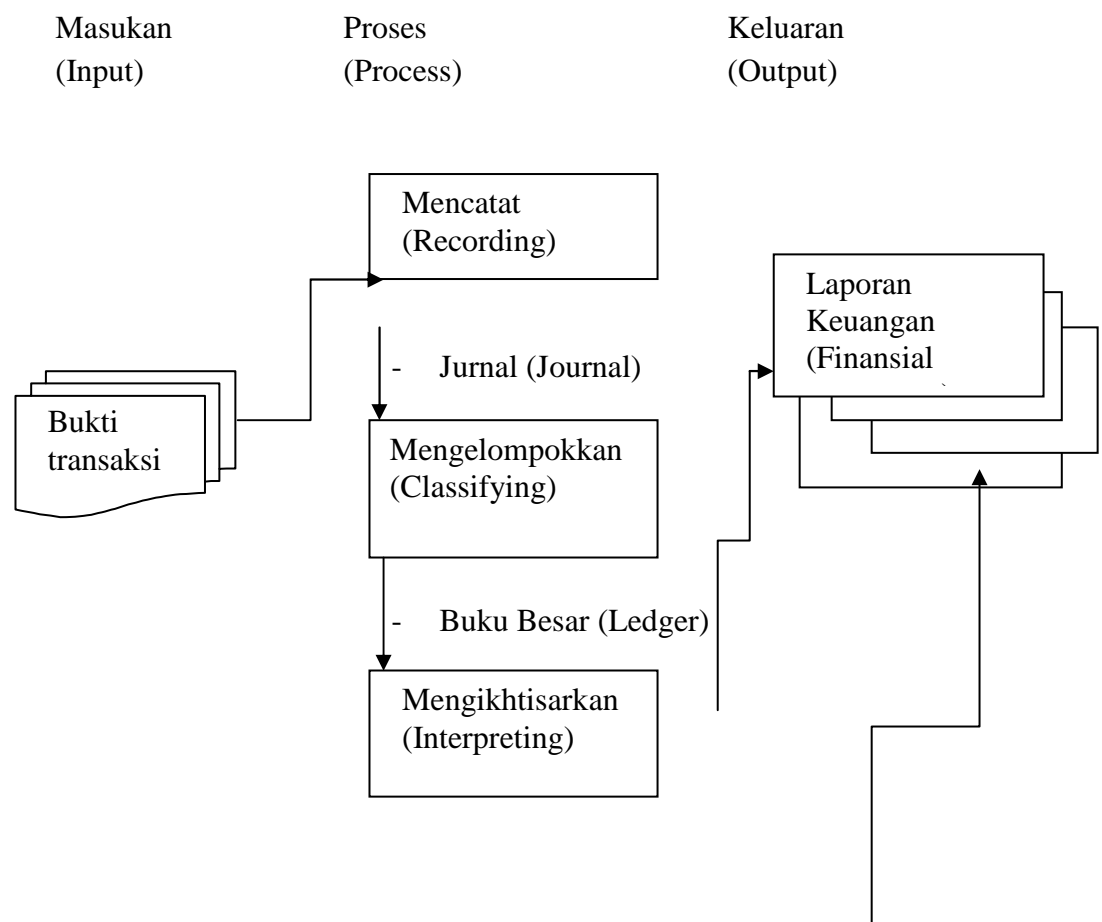 Masukan
(Input)
Proses
(Process)
Keluaran
(Output)
Bukti
transaksi
Mencatat
(Recording)
- Jurnal (Journal)
Mengelompokkan
(Classifying)
- Buku Besar (Ledger)
Mengikhtisarkan
(Interpreting)
Laporan
Keuangan
(Finansial